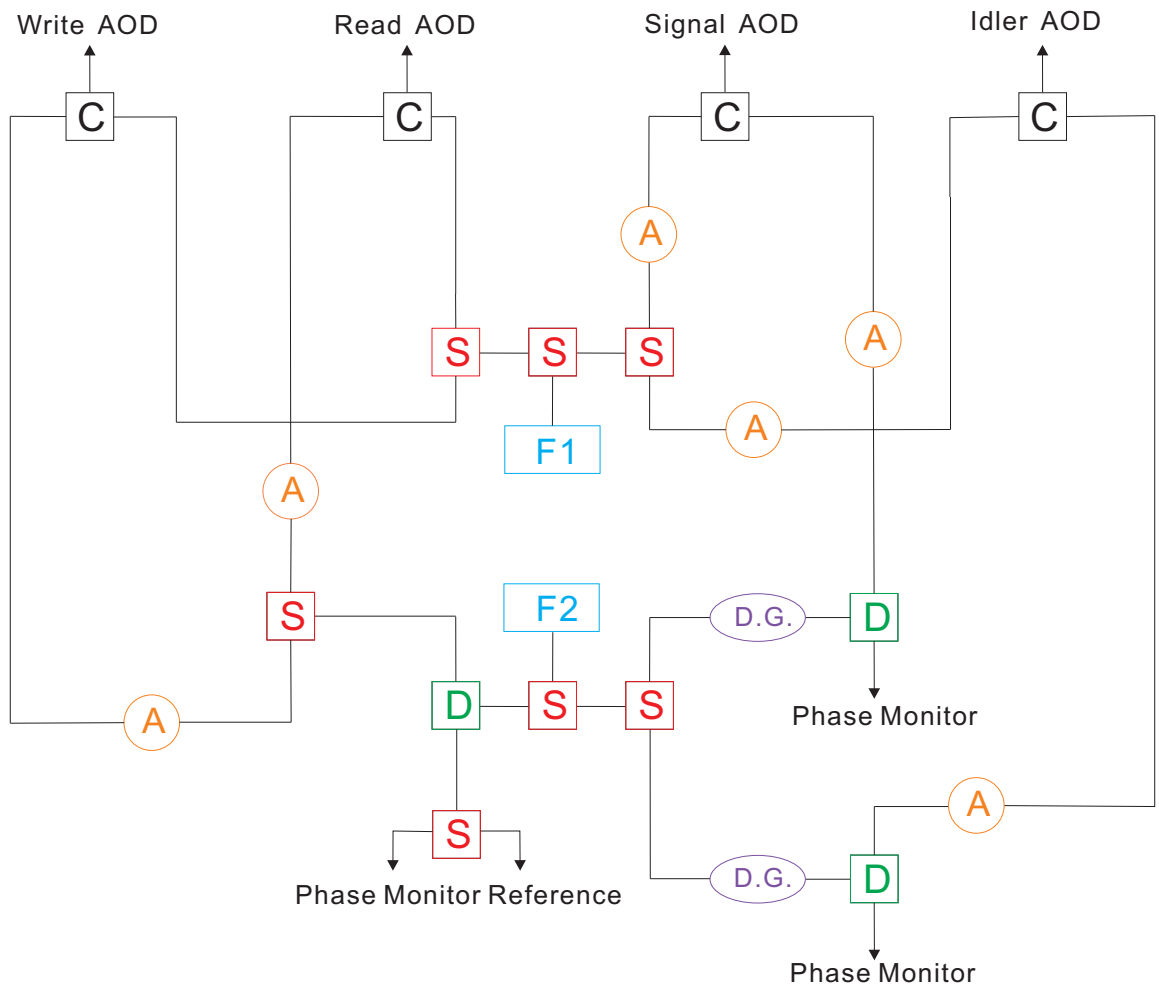 Write AOD
Read AOD
Signal AOD
Idler AOD
C
C
C
C
A
A
S
S
S
A
F1
A
F2
S
D.G.
D
D
S
S
A
Phase Monitor
A
S
D.G.
D
Phase Monitor Reference
Phase Monitor